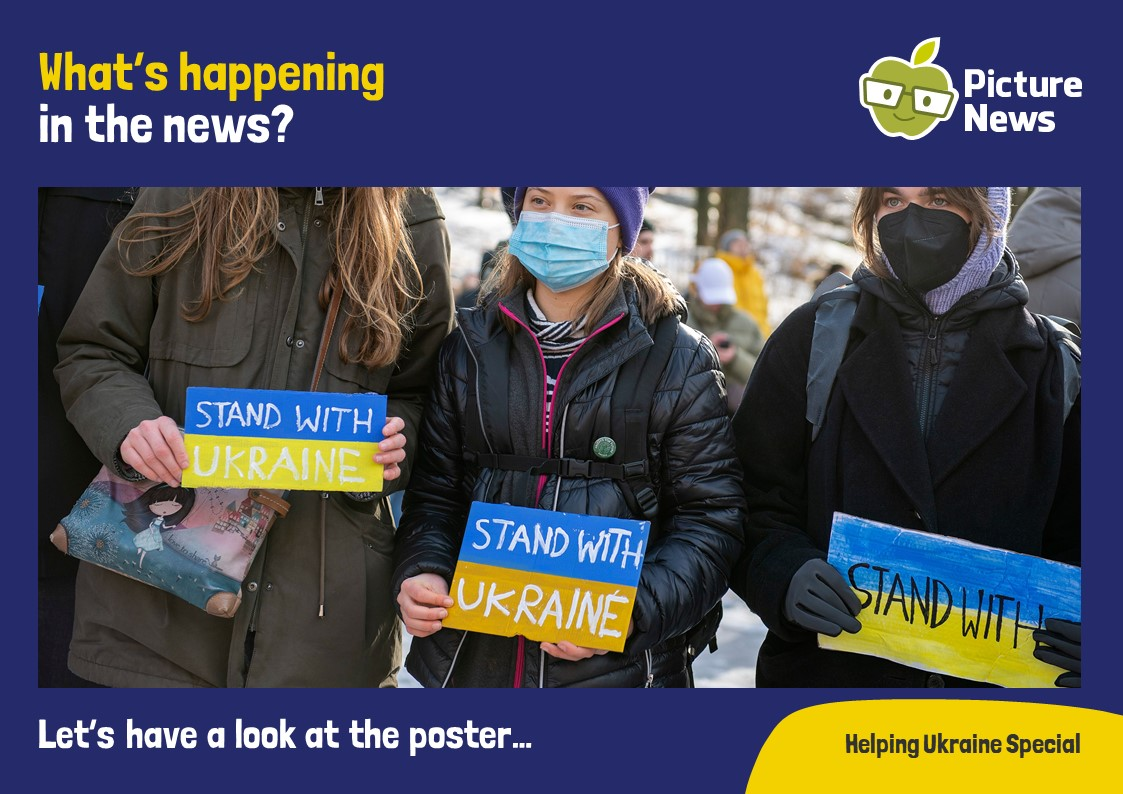 What's happening
in the news?
Picture
News
STAND WITH
UKRAINE
STAND WITH
UKRAINE
STAND WITH
Let's have a look at the poster...
Helping Ukraine Special